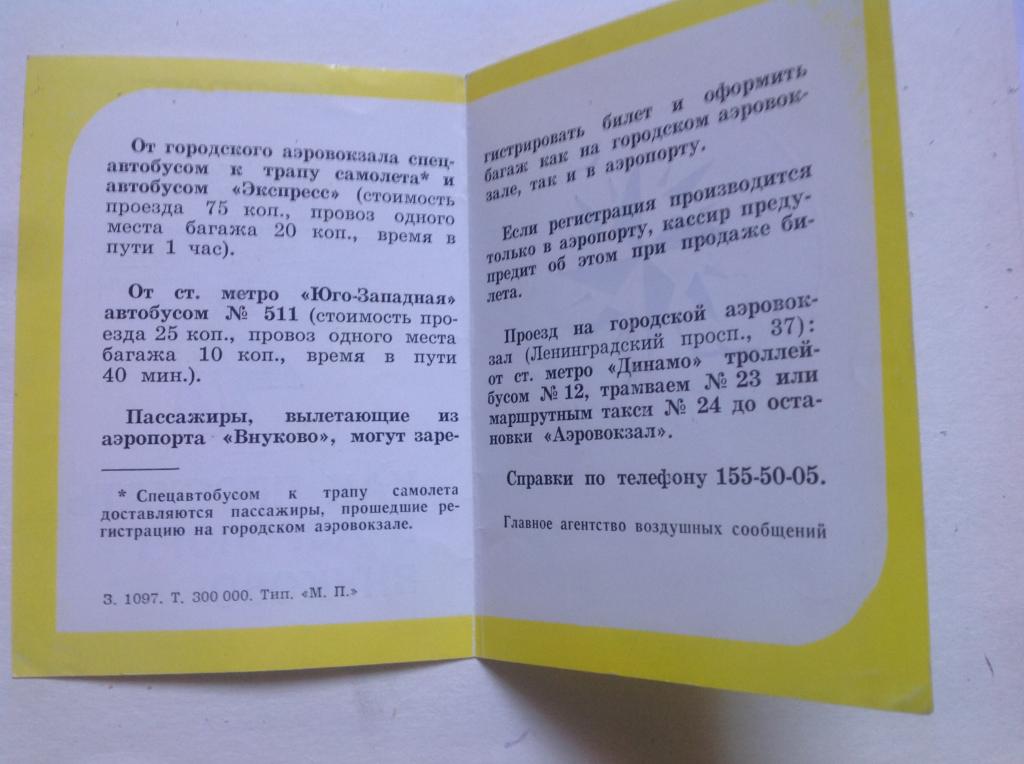 От городского аэровокзала спец-
автобусом к трапу самолета* и
автобусом «Экспресс» (стоимость
проезда 75 коп., провоз одного
места багажа 20 коп., время в
пути 1 час).
От ст. метро «Юго-Западная»
автобусом № 511 (стоимость про-
езда 25 коп., провоз одного места
багажа 10 коп., время в пути
40 мин.).
Пассажиры, вылетающие из
аэропорта «Внуково», могут заре-
* Спецавтобусом к трапу самолета
доставляются пассажиры, прошедшие ре-
гистрацию на городском аэровокзале.
З. 1097. Т. 300 000. Тип. «М. П.»
гистрировать билет и оформить
багаж как на городском аэровок-
зале, так и в аэропорту.
Если регистрация производится
только в аэропорту, кассир преду-
предит об этом при продаже би-
лета.
Проезд на городской аэровок-
зал (Ленинградский просп., 37):
от ст. метро «Динамо» троллей-
бусом № 12, трамваем № 23 или
маршрутным такси № 24 до оста-
новки «Аэровокзал».
Справки по телефону 155-50-05.
Главное агентство воздушных сообщений